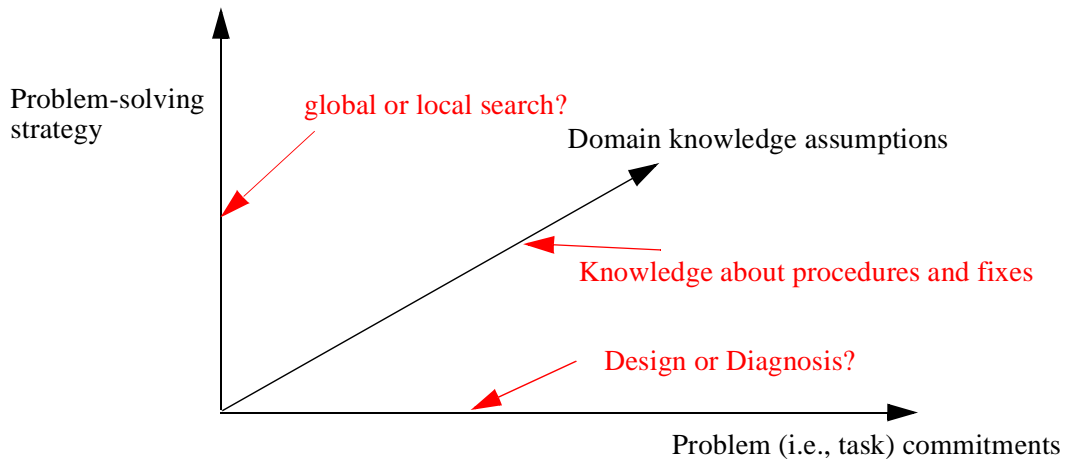 Problem-solving
strategy
global or local search?
Domain knowledge assumptions
Knowledge about procedures and fixes
Design or Diagnosis?
Problem (i.e., task) commitments